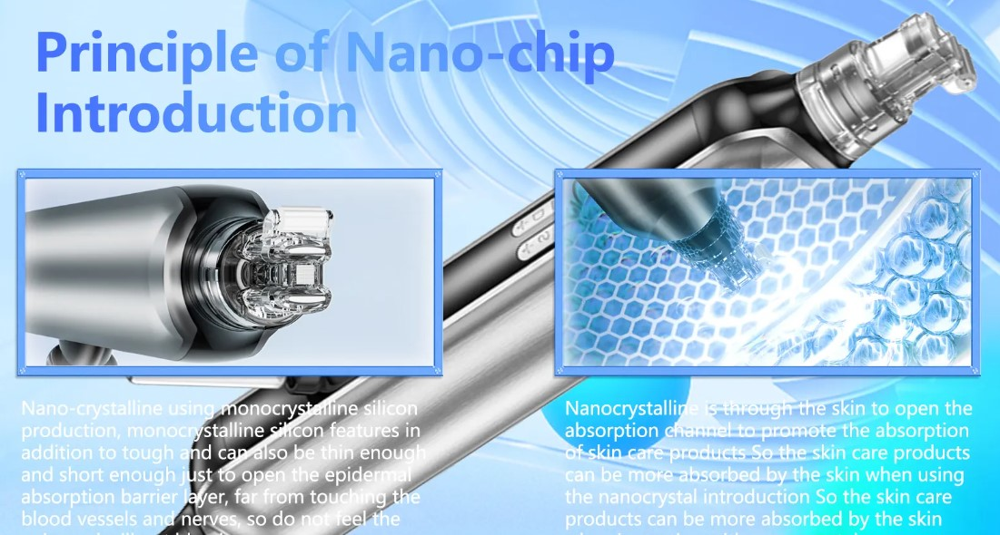 Principle of Nano-chip
Introduction
Nano-crystalline using monocrystalline silicon
production, monocrystalline silicon features in
addition to tough and can also be thin enough
and short enough just to open the epidermal
absorption barrier layer, far from touching the
blood vessels and nerves, so do not feel the
Nanocrystalline is through the skin to open the
absorption channel to promote the absorption
of skin care products So the skin care products
can be more absorbed by the skin when using
the nanocrystal introduction So the skin care
products can be more absorbed by the skin